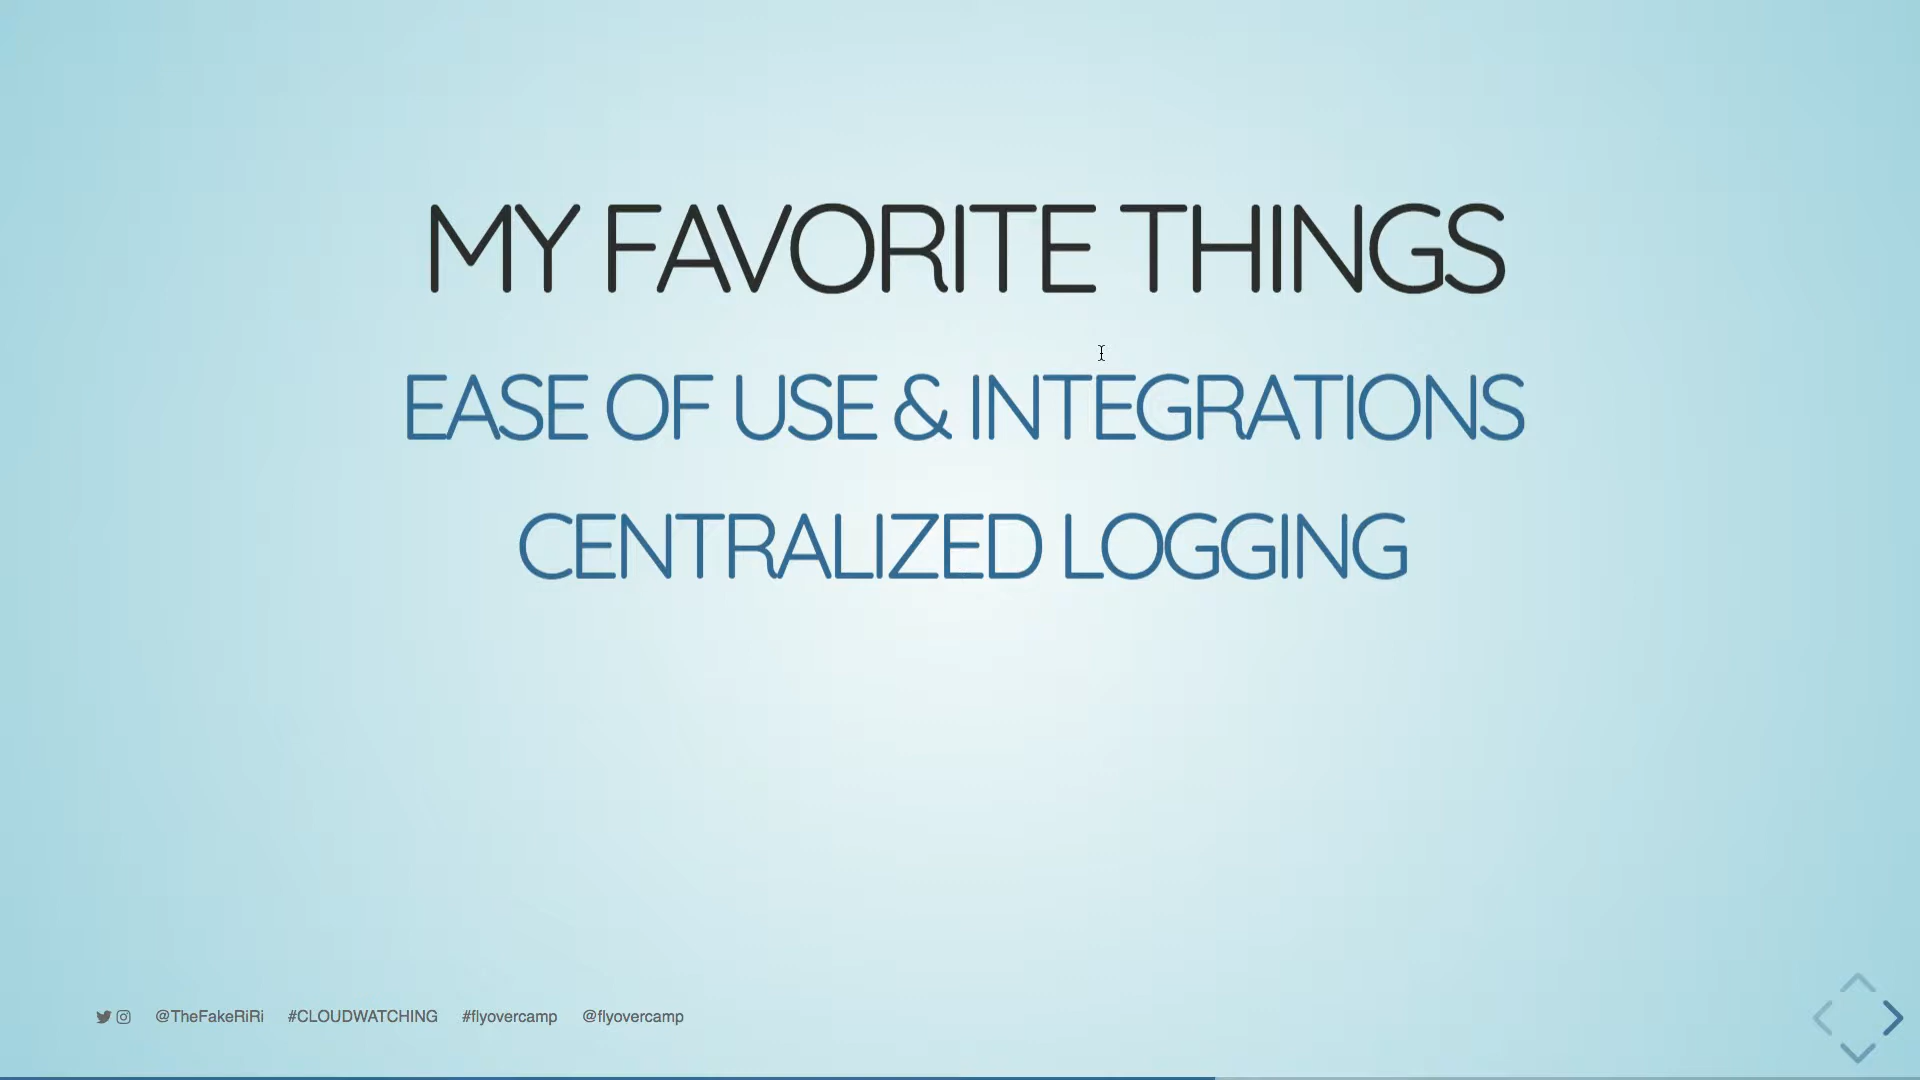 MY FAVORITE THINGS
EASE OF USE & INTEGRATIONS
CENTRALIZED LOGGING
@TheFakeRiRi #CLOUDWATCHING #flyovercamp @flyovercamp